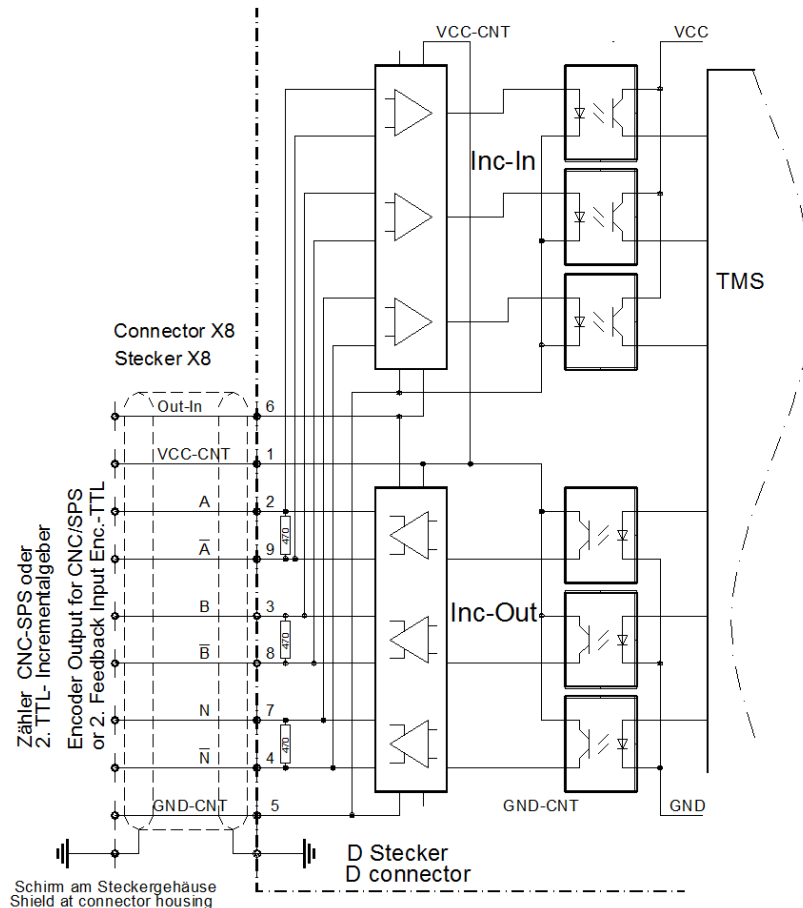 VCC-CNT
VCC
Inc-In
TMS
Connector X8
Stecker X8
Out-In
6
VCC-CNT
1
A
2
470
A̅
9
B
3
470
B̅
8
Inc-Out
N
7
470
N̅
4
GND-CNT
5
GND-CNT
GND
Zähler CNC-SPS oder
2. TTL- Incrementalgeber
Encoder Output for CNC/SPS
or 2. Feedback Input Enc.-TTL
D Stecker
D connector
Schirm am Steckergehäuse
Shield at connector housing